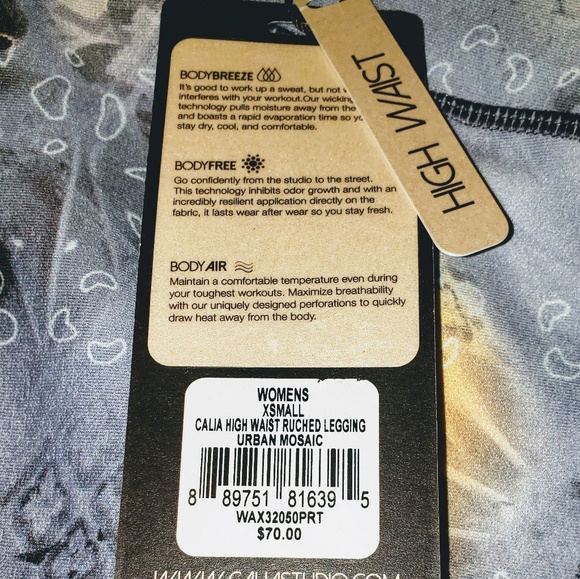 HIGH WAIST
BODYBREEZE
It's good to work up a sweat, but not
interferes with your workout.Our wicking
technology pulls moisture away from the
and boasts a rapid evaporation time so
stay dry, cool, and comfortable.
BODYFREE
Go confidently from the studio to the street.
This technology inhibits odor growth and with an
incredibly resilient application directly on the
fabric, it lasts wear after wear so you stay fresh.
BODYAIR
Maintain a comfortable temperature even during
your toughest workouts. Maximize breathability
with our uniquely designed perforations to quickly
draw heat away from the body.
WOMENS
XSMALL
CALIA HIGH WAIST RUCHED LEGGING
URBAN MOSAIC
8 89751 81639 5
WAX32050PRT
$70.00
WWW.CALIASTUDIO.COM